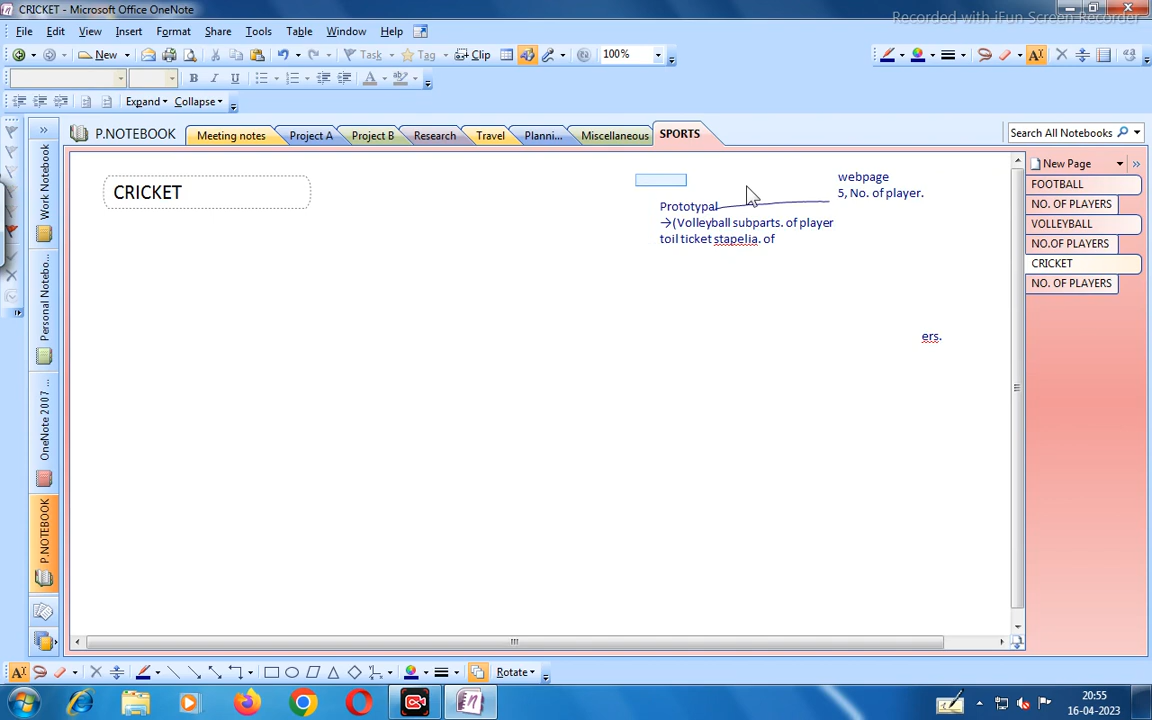 CRICKET - Microsoft Office OneNote
Recorded with iFun Screen Recorder
File Edit View Insert Format Share Tools Table Window Help
New Task Tag Clip 100%
Expand Collapse
P.NOTEBOOK Meeting notes Project A Project B Research Travel Planni... Miscellaneous SPORTS Search All Notebooks
Work Notebook
Personal Notebo...
OneNote 2007 ...
P.NOTEBOOK
CRICKET
webpage
5, No. of player.
Prototypal
→(Volleyball subparts. of player
toil ticket stapelia. of
ers.
New Page
FOOTBALL
NO. OF PLAYERS
VOLLEYBALL
NO.OF PLAYERS
CRICKET
NO. OF PLAYERS
Rotate
20:55
16-04-2023